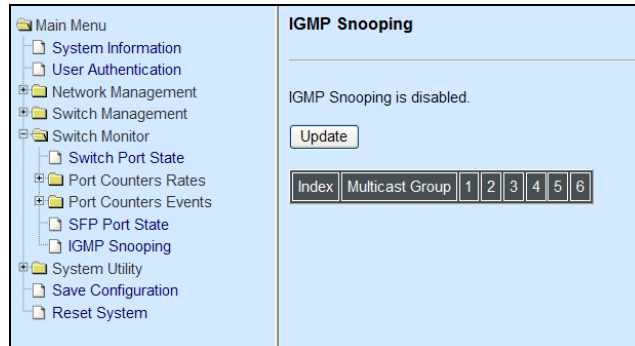 Main Menu
System Information
User Authentication
Network Management
Switch Management
Switch Monitor
Switch Port State
Port Counters Rates
Port Counters Events
SFP Port State
IGMP Snooping
System Utility
Save Configuration
Reset System
IGMP Snooping
IGMP Snooping is disabled.
Update
Index Multicast Group 1 2 3 4 5 6